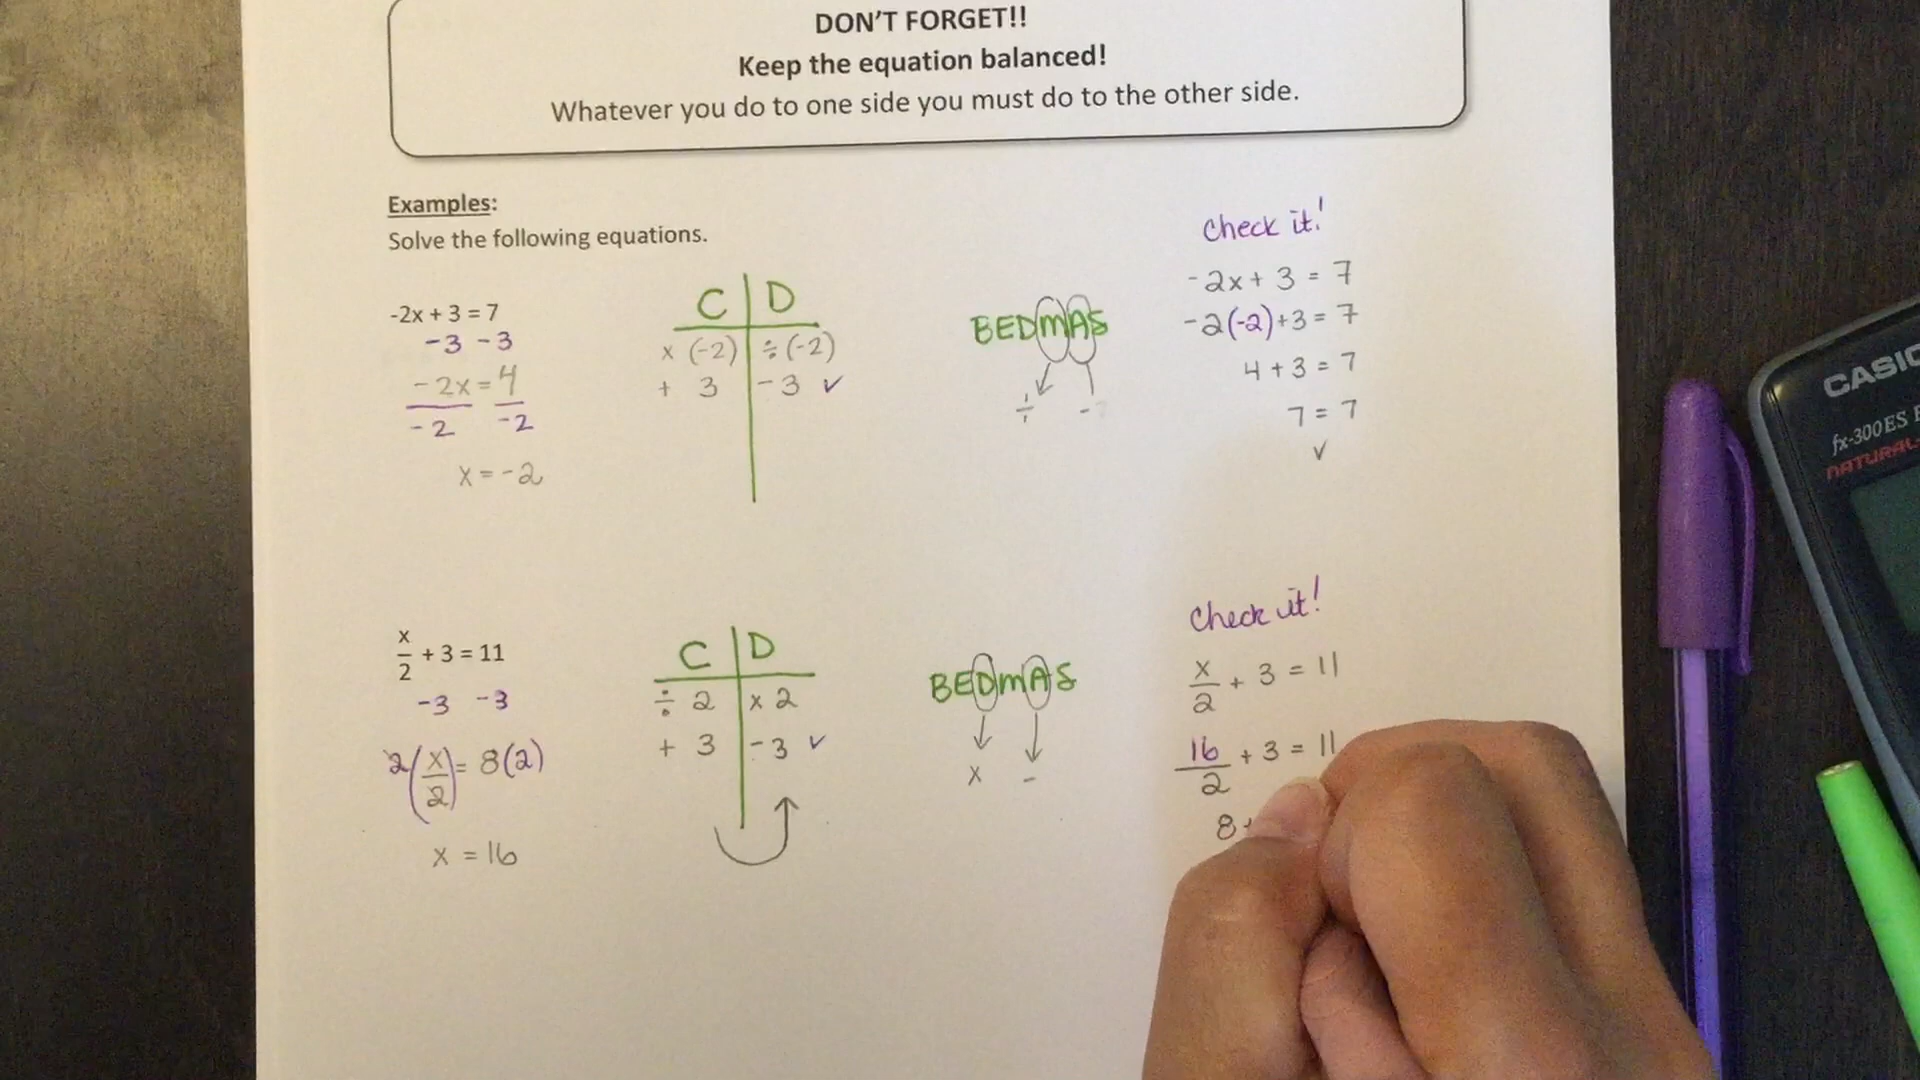 DON'T FORGET!!
Keep the equation balanced!
Whatever you do to one side you must do to the other side.
Examples:
Solve the following equations.
-2x + 3 = 7
-3 -3
-2x = 4
-2 -2
x = -2
C | D
x (-2) | ÷ (-2)
+ 3 | - 3 ✓
BEDMAS
÷ -
Check it!
-2x + 3 = 7
-2(-2) + 3 = 7
4 + 3 = 7
7 = 7
✓
x/2 + 3 = 11
-3 -3
2(x/2) = 8(2)
x = 16
C | D
÷ 2 | x 2
+ 3 | - 3 ✓
BEDMAS
x -
Check it!
x/2 + 3 = 11
16/2 + 3 = 11
8 +
CASIO
fx-300ES
NATURAL-